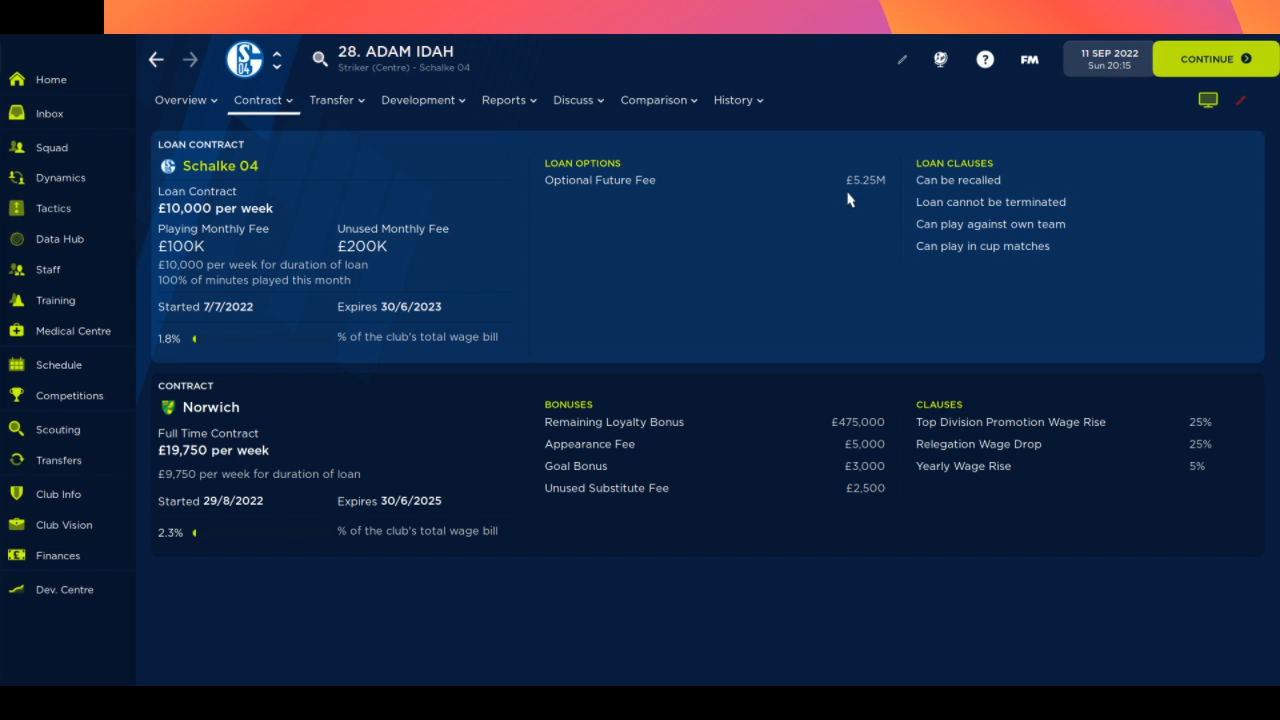 28. ADAM IDAH
Striker (Centre) - Schalke 04
FM
11 SEP 2022
Sun 20:15
CONTINUE
Home
Inbox
Squad
Dynamics
Tactics
Data Hub
Staff
Training
Medical Centre
Schedule
Competitions
Scouting
Transfers
Club Info
Club Vision
Finances
Dev. Centre
Overview
Contract
Transfer
Development
Reports
Discuss
Comparison
History
LOAN CONTRACT
Schalke 04
Loan Contract
£10,000 per week
Playing Monthly Fee Unused Monthly Fee
£100K £200K
£10,000 per week for duration of loan
100% of minutes played this month
Started 7/7/2022 Expires 30/6/2023
1.8% % of the club's total wage bill
LOAN OPTIONS
Optional Future Fee £5.25M
LOAN CLAUSES
Can be recalled
Loan cannot be terminated
Can play against own team
Can play in cup matches
CONTRACT
Norwich
Full Time Contract
£19,750 per week
£9,750 per week for duration of loan
Started 29/8/2022 Expires 30/6/2025
2.3% % of the club's total wage bill
BONUSES
Remaining Loyalty Bonus £475,000
Appearance Fee £5,000
Goal Bonus £3,000
Unused Substitute Fee £2,500
CLAUSES
Top Division Promotion Wage Rise 25%
Relegation Wage Drop 25%
Yearly Wage Rise 5%